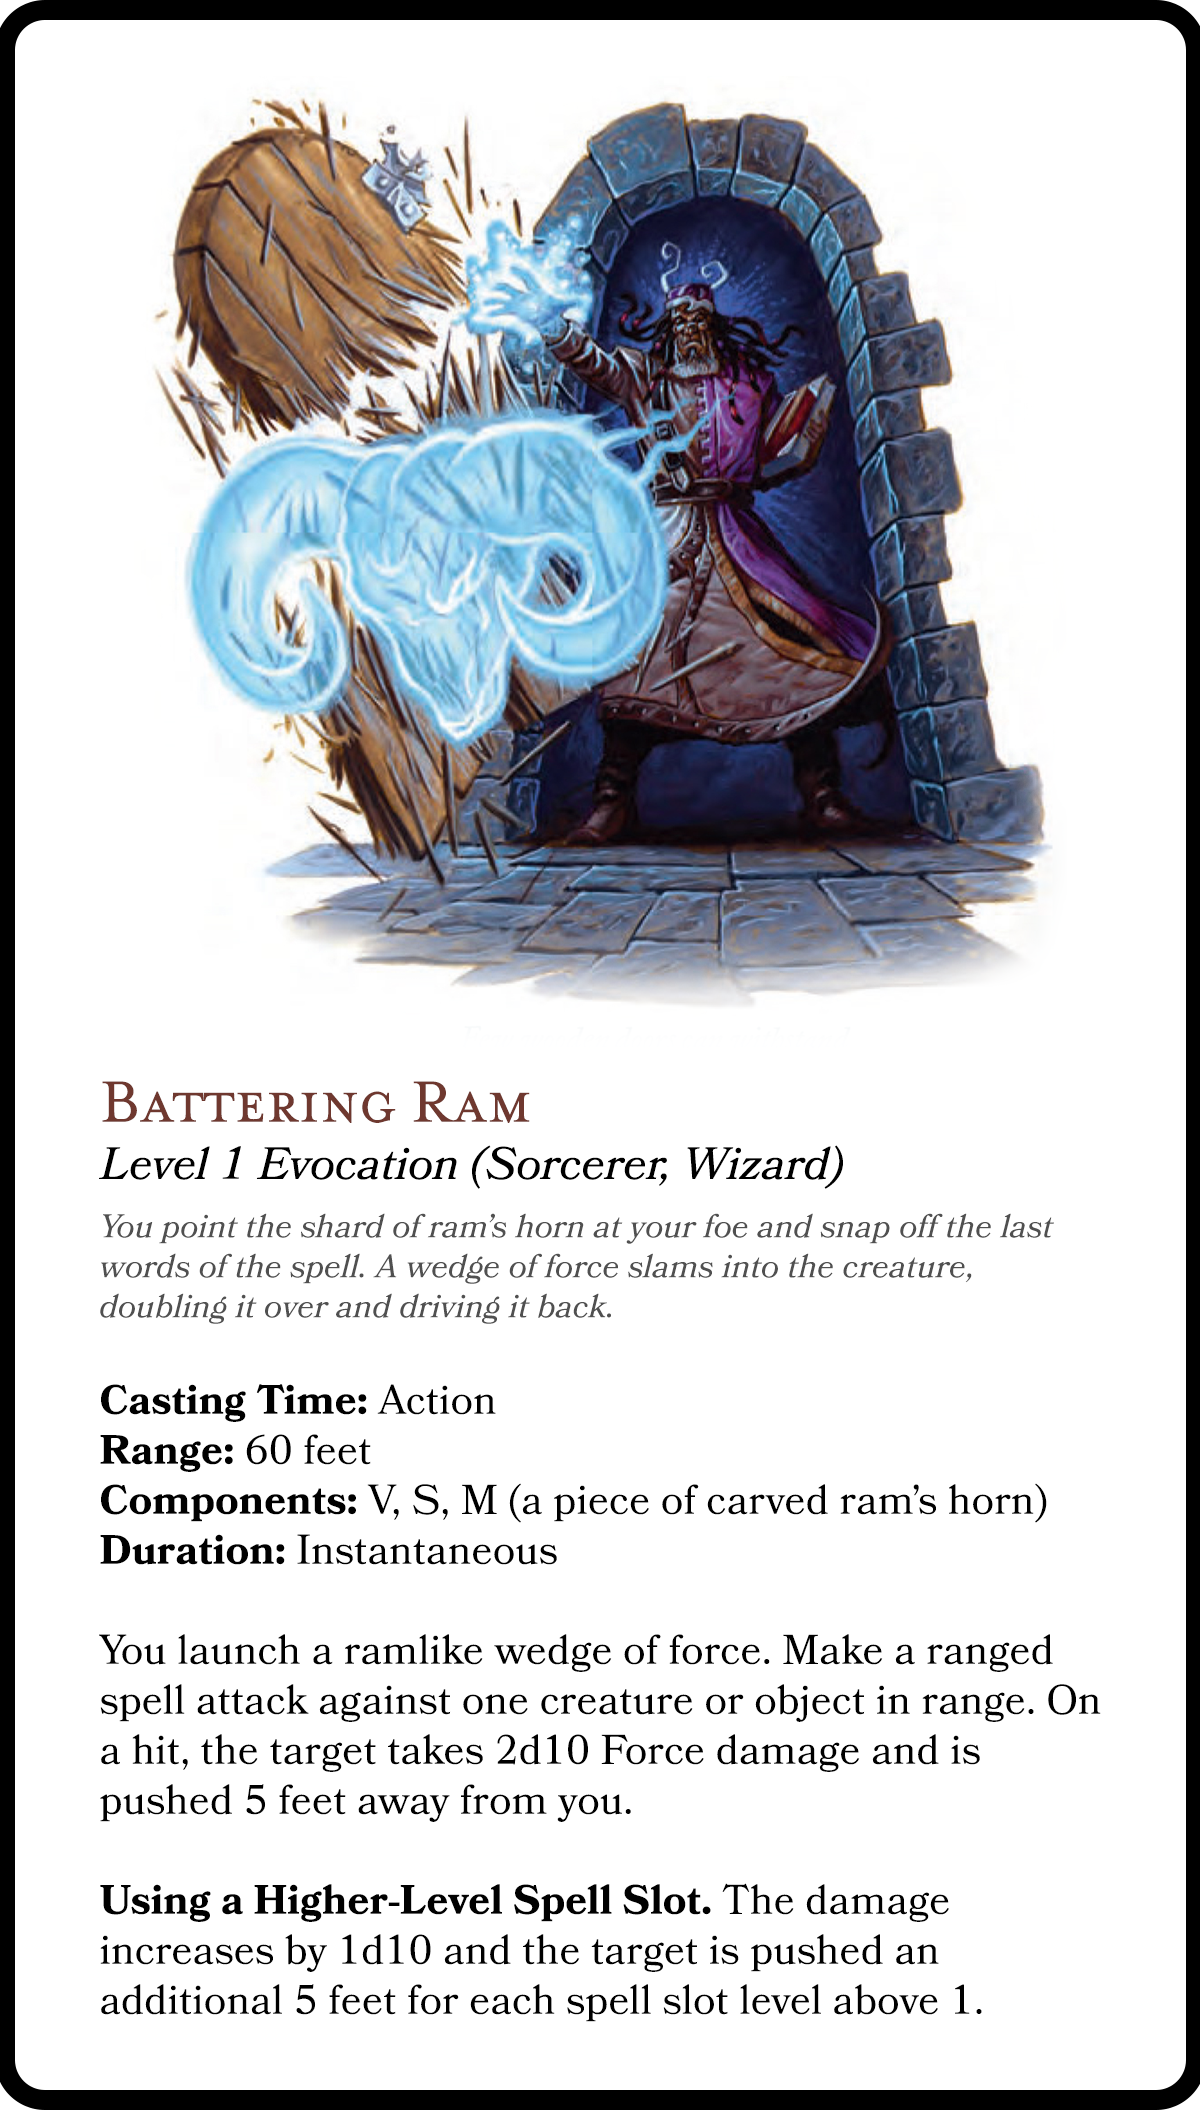 Battering Ram
Level 1 Evocation (Sorcerer, Wizard)
You point the shard of ram's horn at your foe and snap off the last
words of the spell. A wedge of force slams into the creature,
doubling it over and driving it back.
Casting Time: Action
Range: 60 feet
Components: V, S, M (a piece of carved ram's horn)
Duration: Instantaneous
You launch a ramlike wedge of force. Make a ranged
spell attack against one creature or object in range. On
a hit, the target takes 2d10 Force damage and is
pushed 5 feet away from you.
Using a Higher-Level Spell Slot. The damage
increases by 1d10 and the target is pushed an
additional 5 feet for each spell slot level above 1.